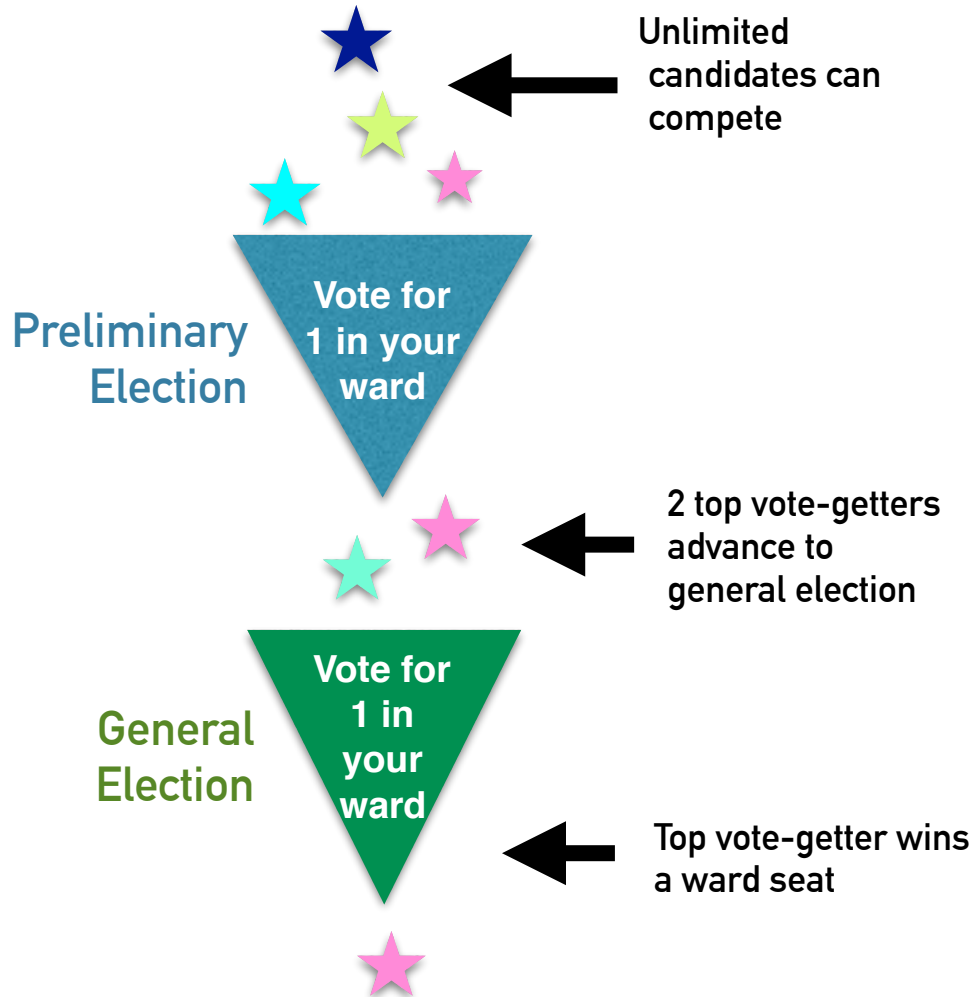 Unlimited
candidates can
compete
Preliminary
Election
Vote for
1 in your
ward
2 top vote-getters
advance to
general election
General
Election
Vote for
1 in
your
ward
Top vote-getter wins
a ward seat